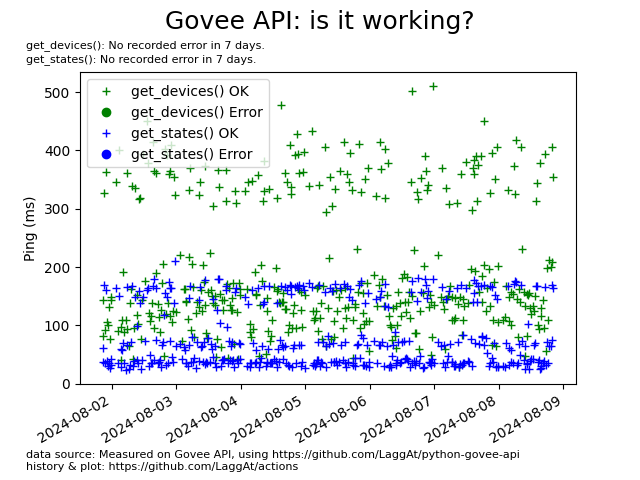 Govee API: is it working?
get_devices(): No recorded error in 7 days.
get_states(): No recorded error in 7 days.
get_devices() OK
get_devices() Error
get_states() OK
get_states() Error
Ping (ms)
500
400
300
200
100
0
2024-08-02
2024-08-03
2024-08-04
2024-08-05
2024-08-06
2024-08-07
2024-08-08
2024-08-09
data source: Measured on Govee API, using https://github.com/LaggAt/python-govee-api
history & plot: https://github.com/LaggAt/actions